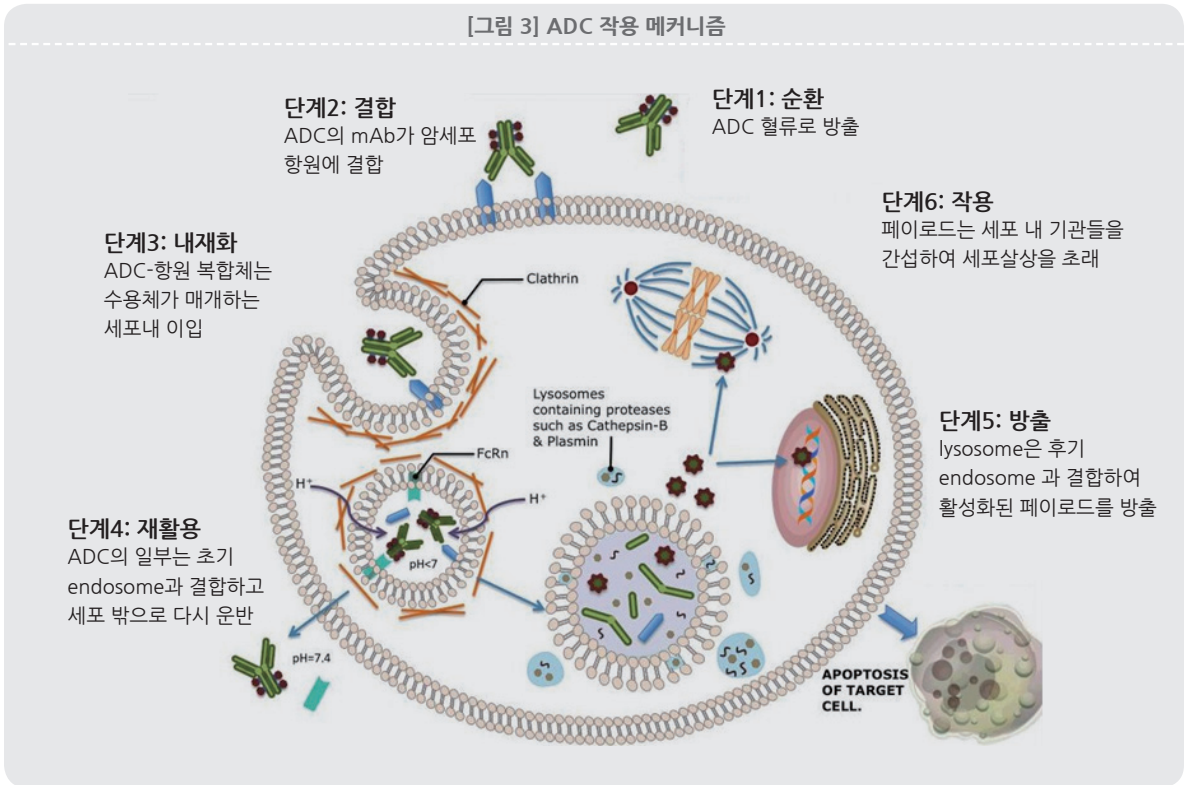 [그림 3] ADC 작용 메커니즘
단계1: 순환
ADC 혈류로 방출
단계2: 결합
ADC의 mAb가 암세포
항원에 결합
단계3: 내재화
ADC-항원 복합체는
수용체가 매개하는
세포내 이입
단계6: 작용
페이로드는 세포 내 기관들을
간섭하여 세포살상을 초래
Clathrin
Lysosomes
containing proteases
such as Cathepsin-B
& Plasmin
FcRn
H⁺
H⁺
pH<7
단계5: 방출
lysosome은 후기
endosome 과 결합하여
활성화된 페이로드를 방출
단계4: 재활용
ADC의 일부는 초기
endosome과 결합하고
세포 밖으로 다시 운반
pH=7.4
APOPTOSIS
OF TARGET
CELL.